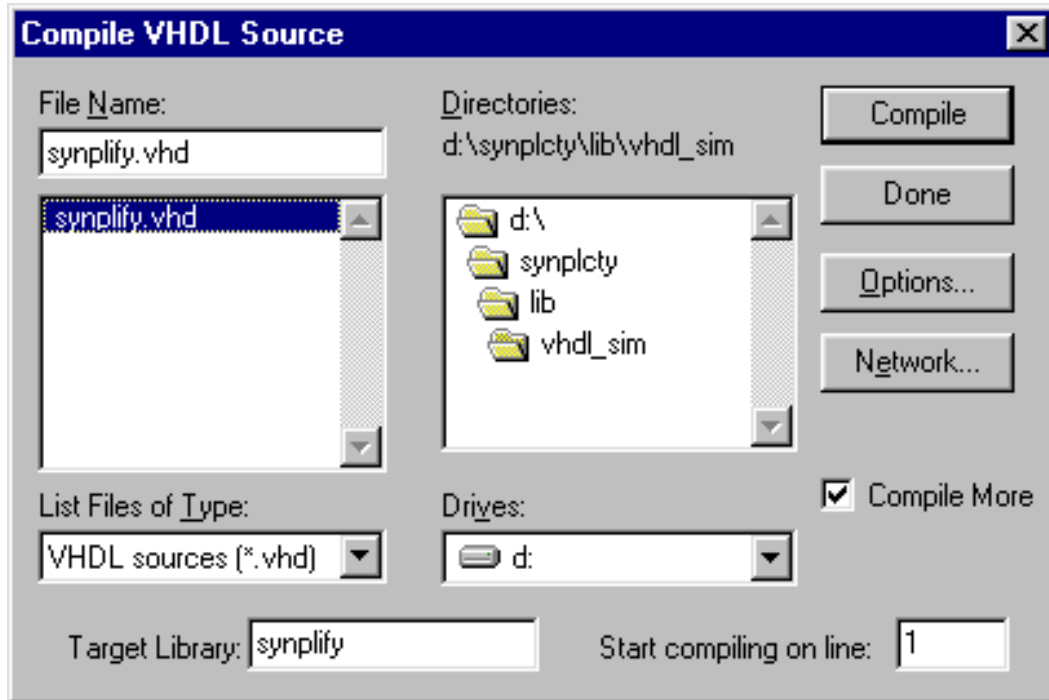 Compile VHDL Source
File Name:
synplify.vhd
synplify.vhd
List Files of Type:
VHDL sources (*.vhd)
Directories:
d:\synplcty\lib\vhdl_sim
d:\
synplcty
lib
vhdl_sim
Drives:
d:
Compile
Done
Options...
Network...
Compile More
Target Library: synplify
Start compiling on line: 1